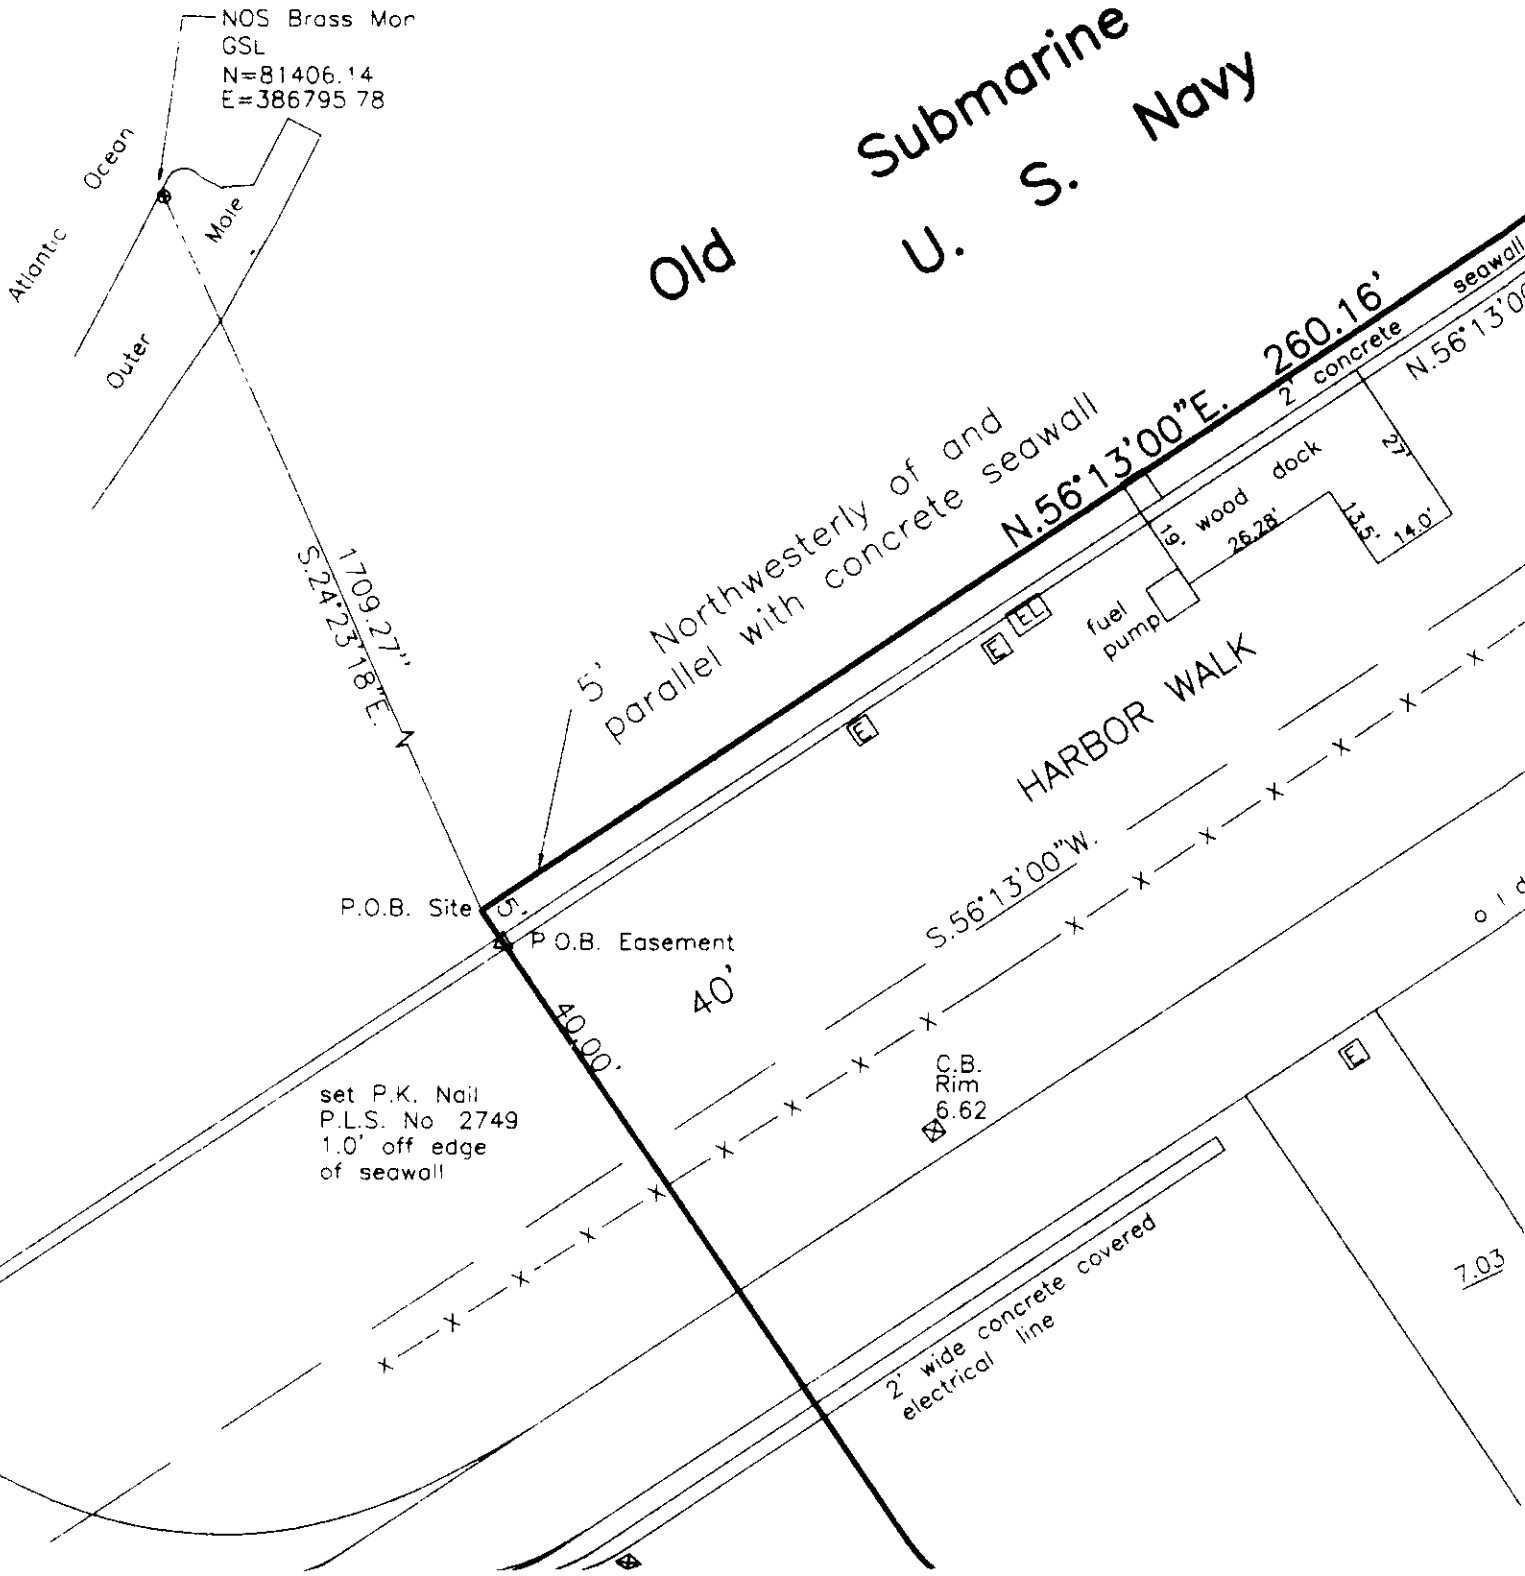 NOS Brass Mon
GSL
N=81406.14
E=386795 78
Atlantic Ocean
Outer Mole
Old Submarine
U. S. Navy
1709.27"
S.24°23'18"E.
5' Northwesterly of and
parallel with concrete seawall
N.56°13'00"E. 260.16'
2' concrete seawall
N.56°13'00
wood dock
19'
26.28'
13.5'
14.0'
27'
fuel
pump
EL
E
E
HARBOR WALK
S.56°13'00"W.
P.O.B. Site
5'
P O.B. Easement
40'
40.00'
set P.K. Nail
P.L.S. No 2749
1.0' off edge
of seawall
C.B.
Rim
6.62
old
E
2' wide concrete covered
electrical line
7.03